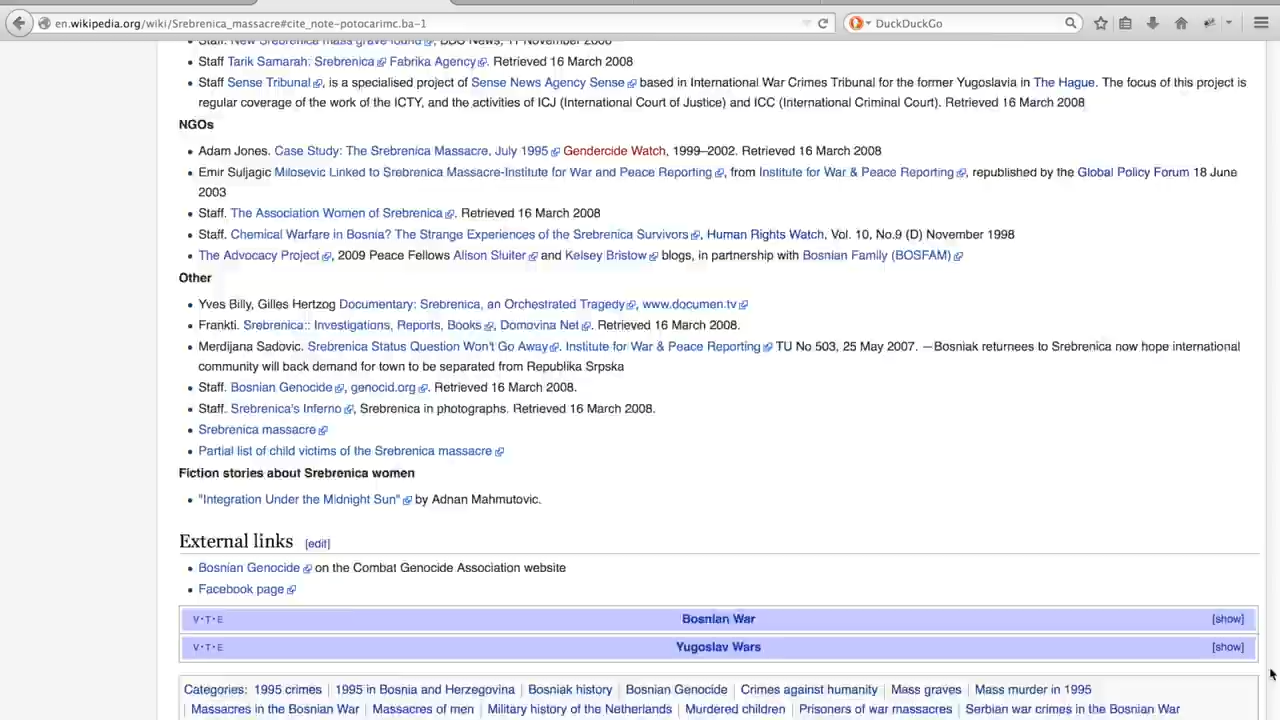 en.wikipedia.org/wiki/Srebrenica_massacre#cite_note-potocarimc.ba-1
DuckDuckGo
Staff. New Srebrenica mass grave found, BBC News, 11 November 2006
Staff Tarik Samarah: Srebrenica Fabrika Agency. Retrieved 16 March 2008
Staff Sense Tribunal, is a specialised project of Sense News Agency Sense based in International War Crimes Tribunal for the former Yugoslavia in The Hague. The focus of this project is
regular coverage of the work of the ICTY, and the activities of ICJ (International Court of Justice) and ICC (International Criminal Court). Retrieved 16 March 2008
NGOs
Adam Jones. Case Study: The Srebrenica Massacre, July 1995 Gendercide Watch, 1999–2002. Retrieved 16 March 2008
Emir Suljagic Milosevic Linked to Srebrenica Massacre-Institute for War and Peace Reporting, from Institute for War & Peace Reporting, republished by the Global Policy Forum 18 June
2003
Staff. The Association Women of Srebrenica. Retrieved 16 March 2008
Staff. Chemical Warfare in Bosnia? The Strange Experiences of the Srebrenica Survivors, Human Rights Watch, Vol. 10, No.9 (D) November 1998
The Advocacy Project, 2009 Peace Fellows Alison Sluiter and Kelsey Bristow blogs, in partnership with Bosnian Family (BOSFAM)
Other
Yves Billy, Gilles Hertzog Documentary: Srebrenica, an Orchestrated Tragedy, www.documen.tv
Frankti. Srebrenica:: Investigations, Reports, Books, Domovina Net. Retrieved 16 March 2008.
Merdijana Sadovic. Srebrenica Status Question Won't Go Away. Institute for War & Peace Reporting TU No 503, 25 May 2007. —Bosniak returnees to Srebrenica now hope international
community will back demand for town to be separated from Republika Srpska
Staff. Bosnian Genocide, genocid.org. Retrieved 16 March 2008.
Staff. Srebrenica's Inferno, Srebrenica in photographs. Retrieved 16 March 2008.
Srebrenica massacre
Partial list of child victims of the Srebrenica massacre
Fiction stories about Srebrenica women
"Integration Under the Midnight Sun" by Adnan Mahmutovic.
External links [edit]
Bosnian Genocide on the Combat Genocide Association website
Facebook page
V·T·E Bosnian War [show]
V·T·E Yugoslav Wars [show]
Categories: 1995 crimes | 1995 in Bosnia and Herzegovina | Bosniak history | Bosnian Genocide | Crimes against humanity | Mass graves | Mass murder in 1995
| Massacres in the Bosnian War | Massacres of men | Military history of the Netherlands | Murdered children | Prisoners of war massacres | Serbian war crimes in the Bosnian War